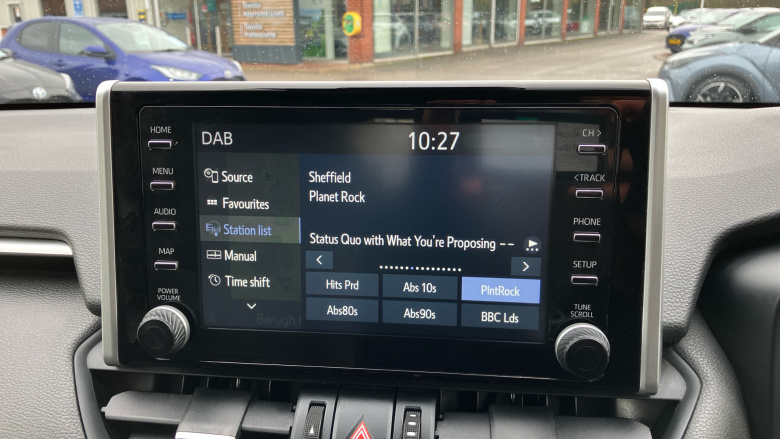 HOME
MENU
AUDIO
MAP
POWER
VOLUME
DAB
10:27
Source
Favourites
Station list
Manual
Time shift
Sheffield
Planet Rock
Status Quo with What You're Proposing --
<
>
Hits Prd
Abs 10s
PlntRock
Abs80s
Abs90s
BBC Lds
CH >
< TRACK
PHONE
SETUP
TUNE
SCROLL